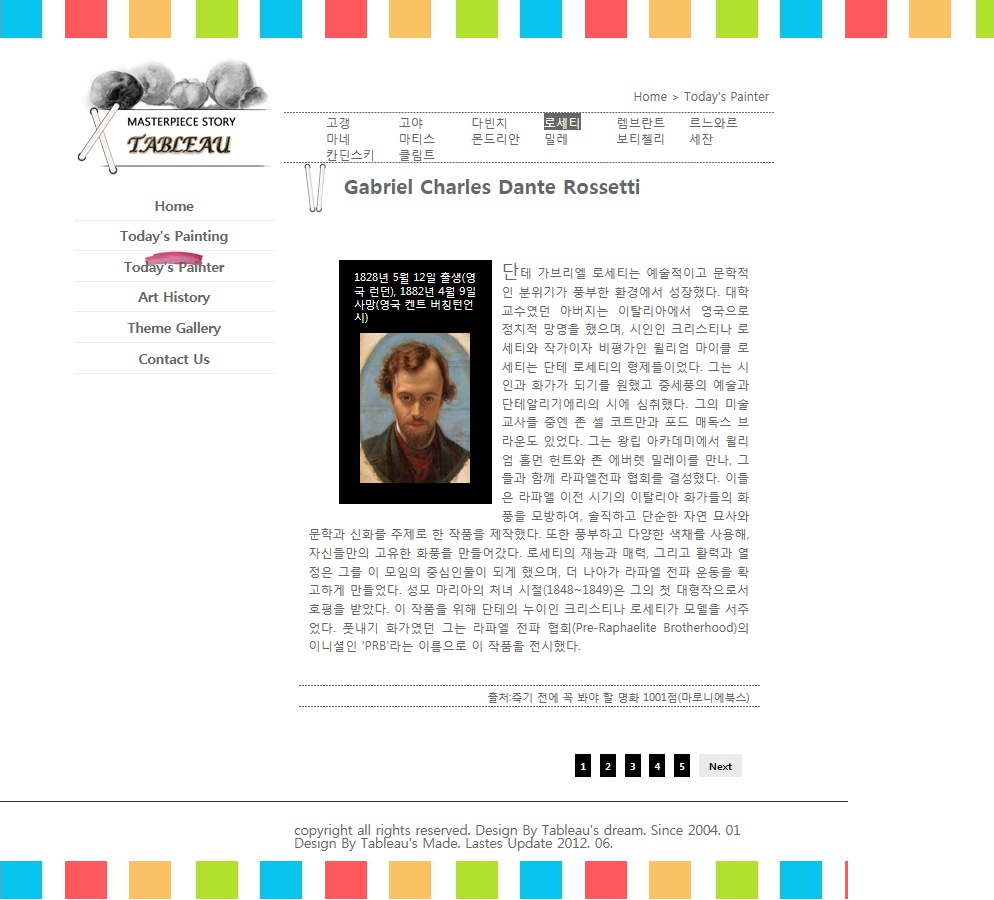 Home > Today's Painter
MASTERPIECE STORY
TABLEAU
고갱 고야 다빈치 로세티 렘브란트 르느와르
마네 마티스 몬드리안 밀레 보티첼리 세잔
칸딘스키 클림트
Gabriel Charles Dante Rossetti
Home
Today's Painting
Today's Painter
Art History
Theme Gallery
Contact Us
1828년 5월 12일 출생(영
국 런던), 1882년 4월 9일
사망(영국 켄트 버칭턴언
시)
단테 가브리엘 로세티는 예술적이고 문학적
인 분위기가 풍부한 환경에서 성장했다. 대학
교수였던 아버지는 이탈리아에서 영국으로
정치적 망명을 했으며, 시인인 크리스티나 로
세티와 작가이자 비평가인 윌리엄 마이클 로
세티는 단테 로세티의 형제들이었다. 그는 시
인과 화가가 되기를 원했고 중세풍의 예술과
단테알리기에리의 시에 심취했다. 그의 미술
교사들 중엔 존 셀 코트만과 포드 매독스 브
라운도 있었다. 그는 왕립 아카데미에서 윌리
엄 홀먼 헌트와 존 에버렛 밀레이를 만나, 그
들과 함께 라파엘전파 협회를 결성했다. 이들
은 라파엘 이전 시기의 이탈리아 화가들의 화
풍을 모방하여, 솔직하고 단순한 자연 묘사와
문학과 신화를 주제로 한 작품을 제작했다. 또한 풍부하고 다양한 색채를 사용해,
자신들만의 고유한 화풍을 만들어갔다. 로세티의 재능과 매력, 그리고 활력과 열
정은 그를 이 모임의 중심인물이 되게 했으며, 더 나아가 라파엘 전파 운동을 확
고하게 만들었다. 성모 마리아의 처녀 시절(1848~1849)은 그의 첫 대형작으로서
호평을 받았다. 이 작품을 위해 단테의 누이인 크리스티나 로세티가 모델을 서주
었다. 풋내기 화가였던 그는 라파엘 전파 협회(Pre-Raphaelite Brotherhood)의
이니셜인 ‘PRB’라는 이름으로 이 작품을 전시했다.
출처:죽기 전에 꼭 봐야 할 명화 1001점(마로니에북스)
1 2 3 4 5 Next
copyright all rights reserved. Design By Tableau's dream. Since 2004. 01
Design By Tableau's Made. Lastes Update 2012. 06.